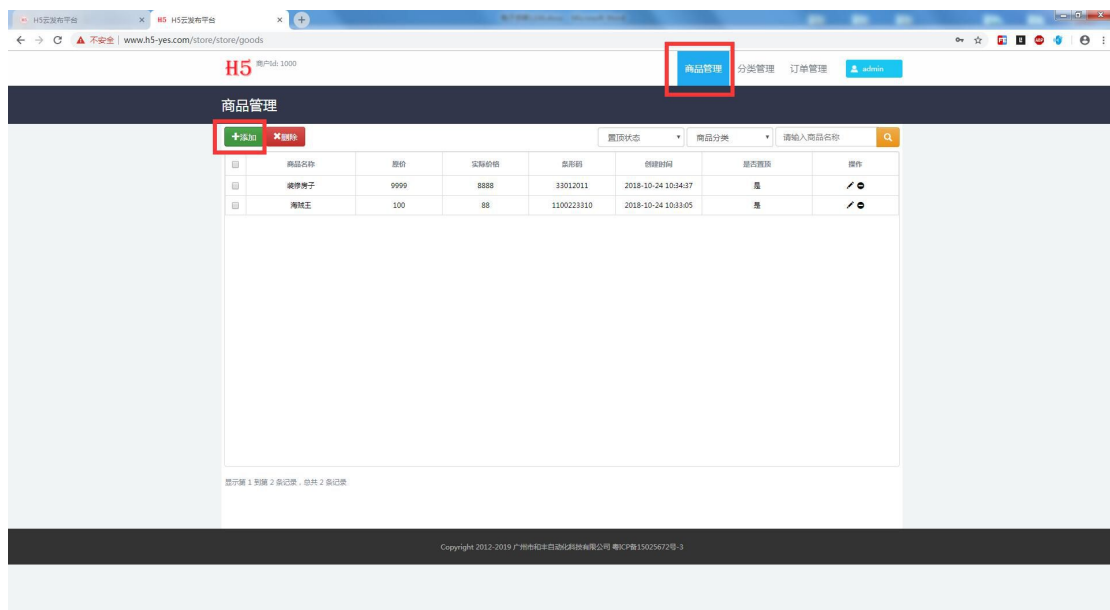 H5云发布平台
H5 H5云发布平台
不安全 | www.h5-yes.com/store/store/goods
H5 商户Id: 1000
商品管理 分类管理 订单管理 admin
商品管理
添加 删除 置顶状态 商品分类 请输入商品名称
商品名称 原价 实际价格 条形码 创建时间 是否置顶 操作
装修房子 9999 8888 33012011 2018-10-24 10:34:37 是
海贼王 100 88 1100223310 2018-10-24 10:33:05 是
显示第 1 到第 2 条记录，总共 2 条记录
Copyright 2012-2019 广州市和丰自动化科技有限公司 粤ICP备15025672号-3